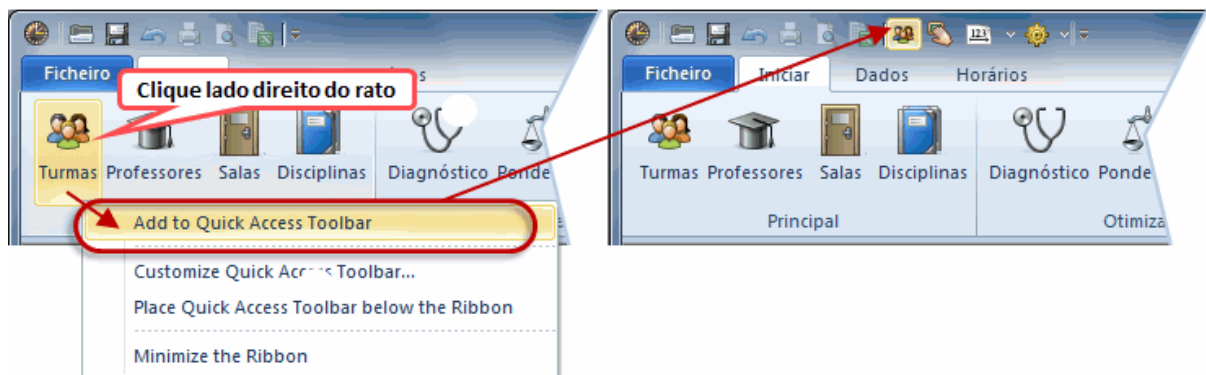 Ficheiro
Clique lado direito do rato
Turmas Professores Salas Disciplinas Diagnóstico Ponde
Add to Quick Access Toolbar
Customize Quick Toolbar...
Place Quick Access Toolbar below the Ribbon
Minimize the Ribbon
123
Ficheiro Iniciar Dados Horários
Turmas Professores Salas Disciplinas Diagnóstico Ponde
Principal Otimiza